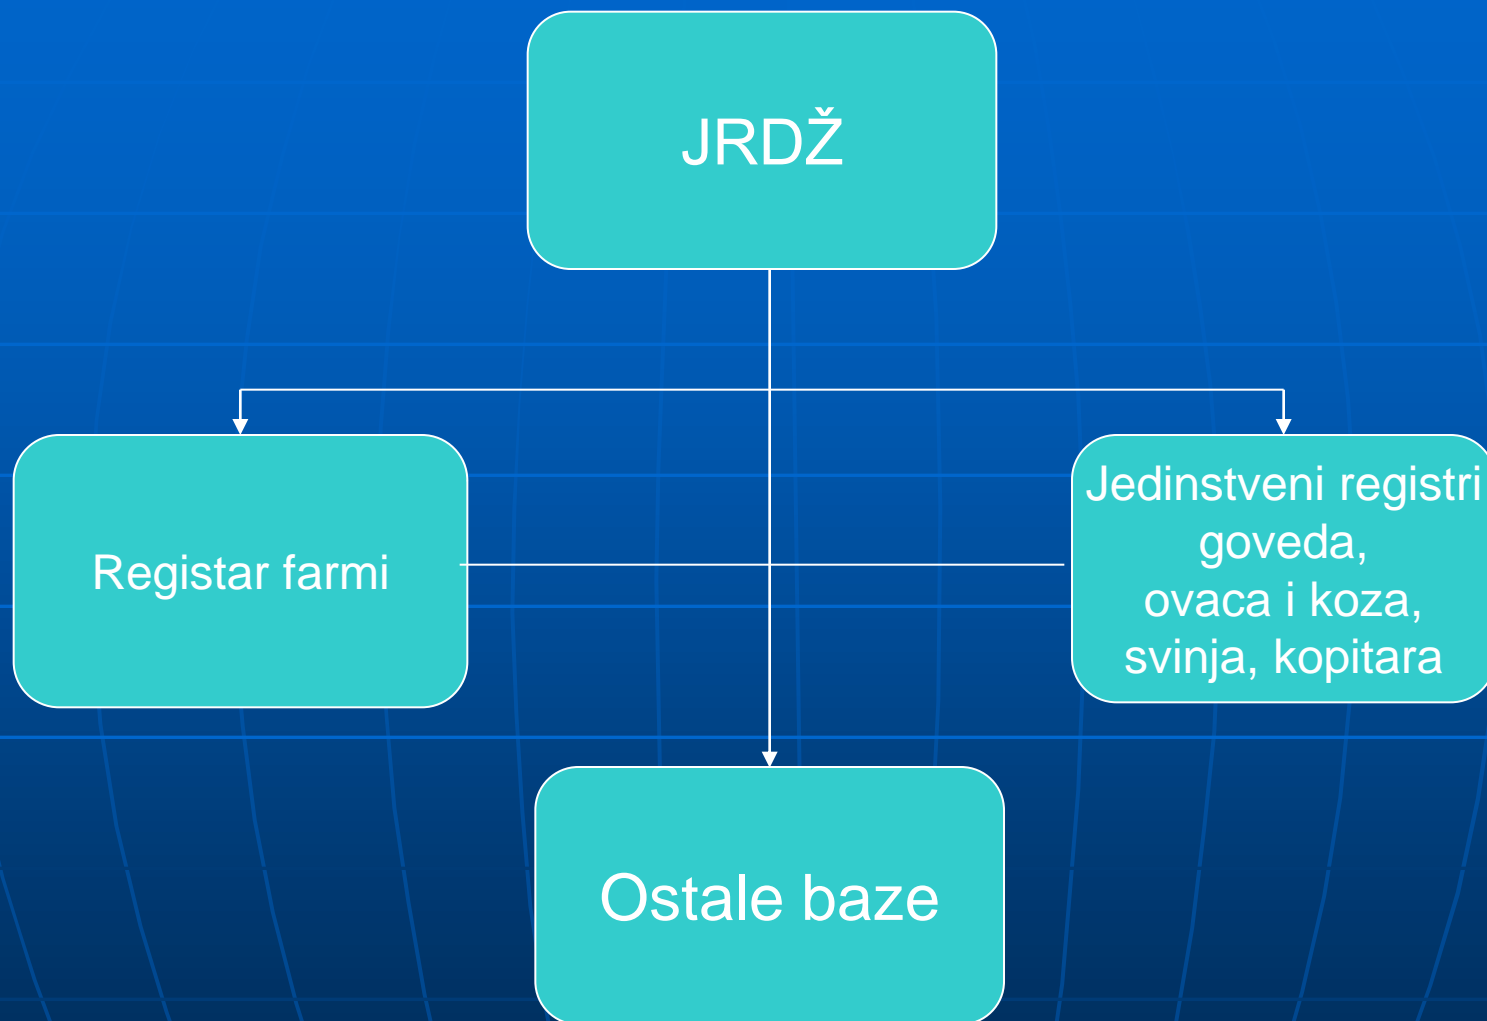 JRDŽ
Registar farmi
Jedinstveni registri
goveda,
ovaca i koza,
svinja, kopitara
Ostale baze